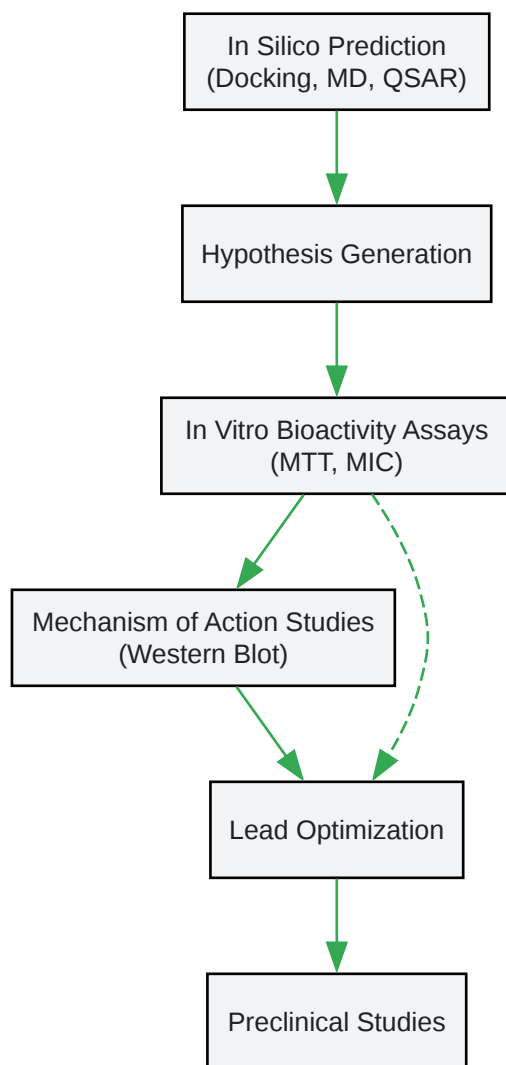 In Silico Prediction
(Docking, MD, QSAR)
Hypothesis Generation
In Vitro Bioactivity Assays
(MTT, MIC)
Mechanism of Action Studies
(Western Blot)
Lead Optimization
Preclinical Studies